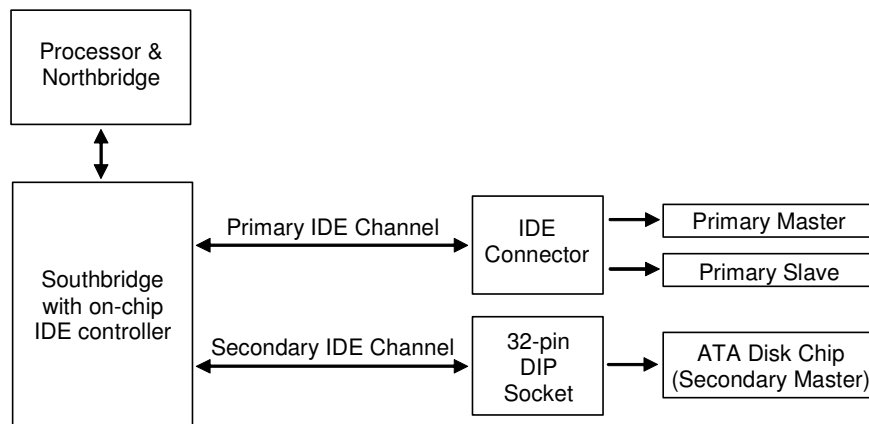 Processor &
Northbridge
Primary IDE Channel
IDE
Connector
Primary Master
Primary Slave
Southbridge
with on-chip
IDE controller
Secondary IDE Channel
32-pin
DIP
Socket
ATA Disk Chip
(Secondary Master)